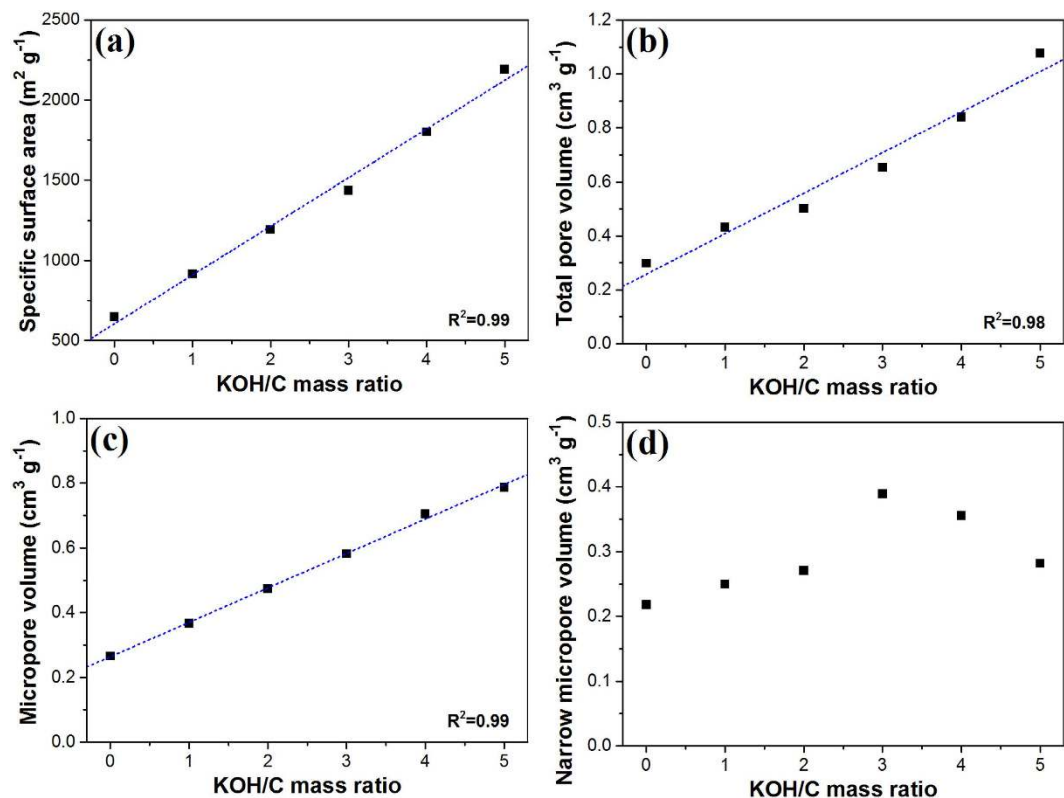 (a)
Specific surface area (m² g⁻¹)
2500
2000
1500
1000
500
R²=0.99
0 1 2 3 4 5
KOH/C mass ratio
(b)
Total pore volume (cm³ g⁻¹)
1.2
1.0
0.8
0.6
0.4
0.2
0.0
R²=0.98
0 1 2 3 4 5
KOH/C mass ratio
(c)
Micropore volume (cm³ g⁻¹)
1.0
0.8
0.6
0.4
0.2
0.0
R²=0.99
0 1 2 3 4 5
KOH/C mass ratio
(d)
Narrow micropore volume (cm³ g⁻¹)
0.5
0.4
0.3
0.2
0.1
0.0
0 1 2 3 4 5
KOH/C mass ratio